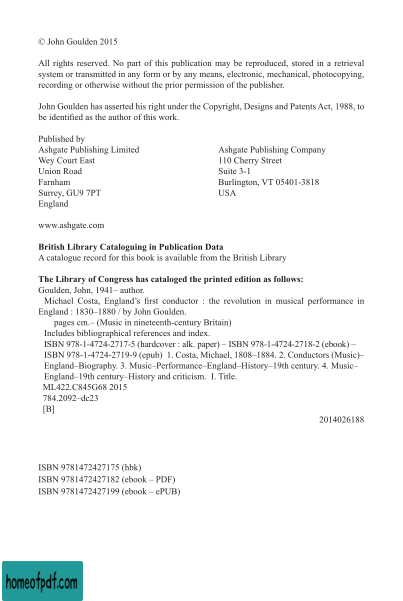 © John Goulden 2015
All rights reserved. No part of this publication may be reproduced, stored in a retrieval
system or transmitted in any form or by any means, electronic, mechanical, photocopying,
recording or otherwise without the prior permission of the publisher.
John Goulden has asserted his right under the Copyright, Designs and Patents Act, 1988, to
be identified as the author of this work.
Published by
Ashgate Publishing Limited
Wey Court East
Union Road
Farnham
Surrey, GU9 7PT
England
Ashgate Publishing Company
110 Cherry Street
Suite 3-1
Burlington, VT 05401-3818
USA
www.ashgate.com
British Library Cataloguing in Publication Data
A catalogue record for this book is available from the British Library
The Library of Congress has cataloged the printed edition as follows:
Goulden, John, 1941– author.
Michael Costa, England's first conductor : the revolution in musical performance in
England : 1830–1880 / by John Goulden.
pages cm.– (Music in nineteenth-century Britain)
Includes bibliographical references and index.
ISBN 978-1-4724-2717-5 (hardcover : alk. paper) – ISBN 978-1-4724-2718-2 (ebook) –
ISBN 978-1-4724-2719-9 (epub) 1. Costa, Michael, 1808–1884. 2. Conductors (Music)–
England–Biography. 3. Music–Performance–England–History–19th century. 4. Music–
England–19th century–History and criticism. I. Title.
ML422.C845G68 2015
784.2092–dc23
[B]
2014026188
ISBN 9781472427175 (hbk)
ISBN 9781472427182 (ebook – PDF)
ISBN 9781472427199 (ebook – ePUB)
homeofpdf.com